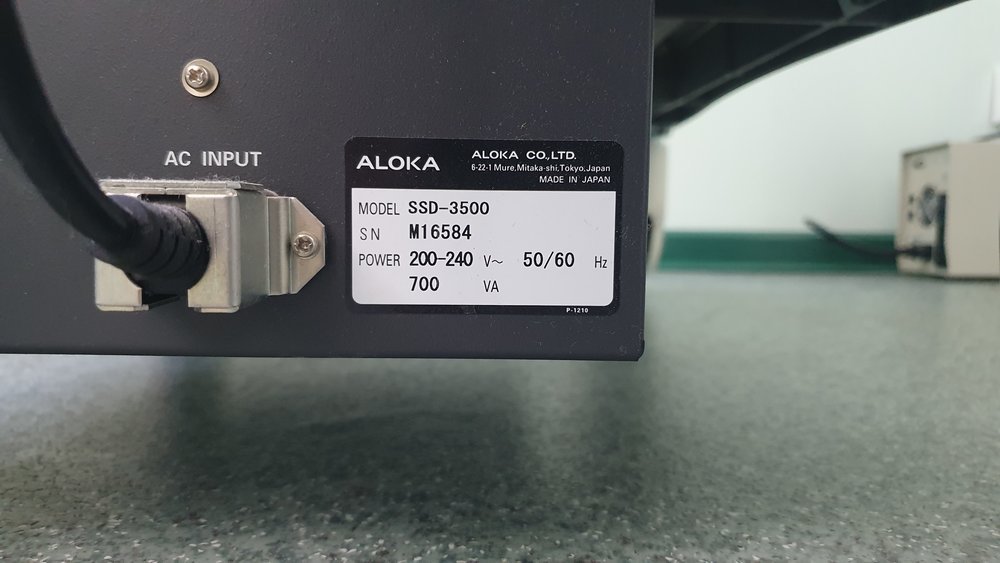 AC INPUT
ALOKA
ALOKA CO.,LTD.
6-22-1 Mure, Mitaka-shi, Tokyo, Japan
MADE IN JAPAN
MODEL SSD-3500
SN M16584
POWER 200-240 V~ 50/60 Hz
700 VA
P-1210